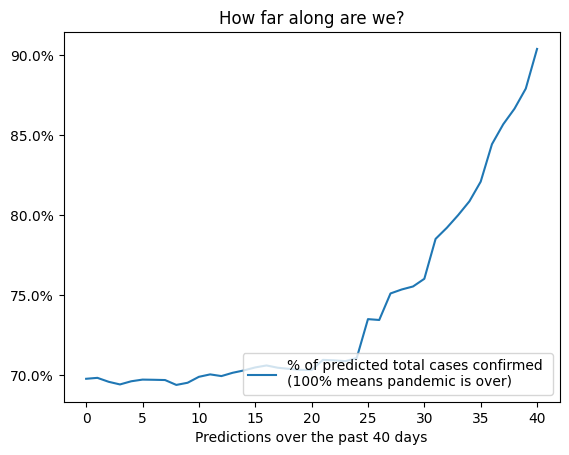 How far along are we?
90.0%
85.0%
80.0%
75.0%
70.0%
% of predicted total cases confirmed
(100% means pandemic is over)
0 5 10 15 20 25 30 35 40
Predictions over the past 40 days